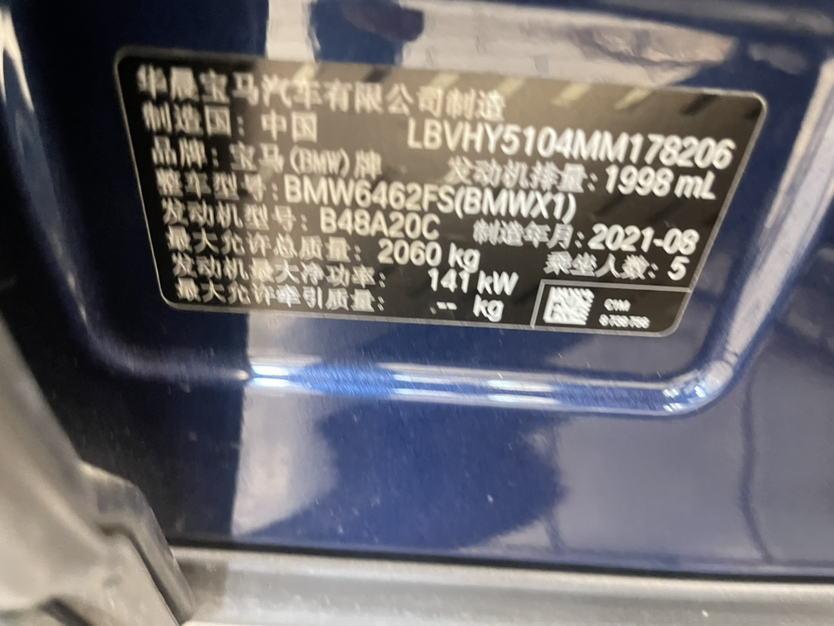 华晨宝马汽车有限公司制造
制造国: 中国 LBVHY5104MM178206
品牌: 宝马(BMW)牌 发动机排量: 1998 mL
整车型号: BMW6462FS(BMWX1)
发动机型号: B48A20C 制造年月: 2021-08
最大允许总质量: 2060 kg 乘坐人数: 5
发动机最大净功率: 141 kW
最大允许牵引质量: -- kg